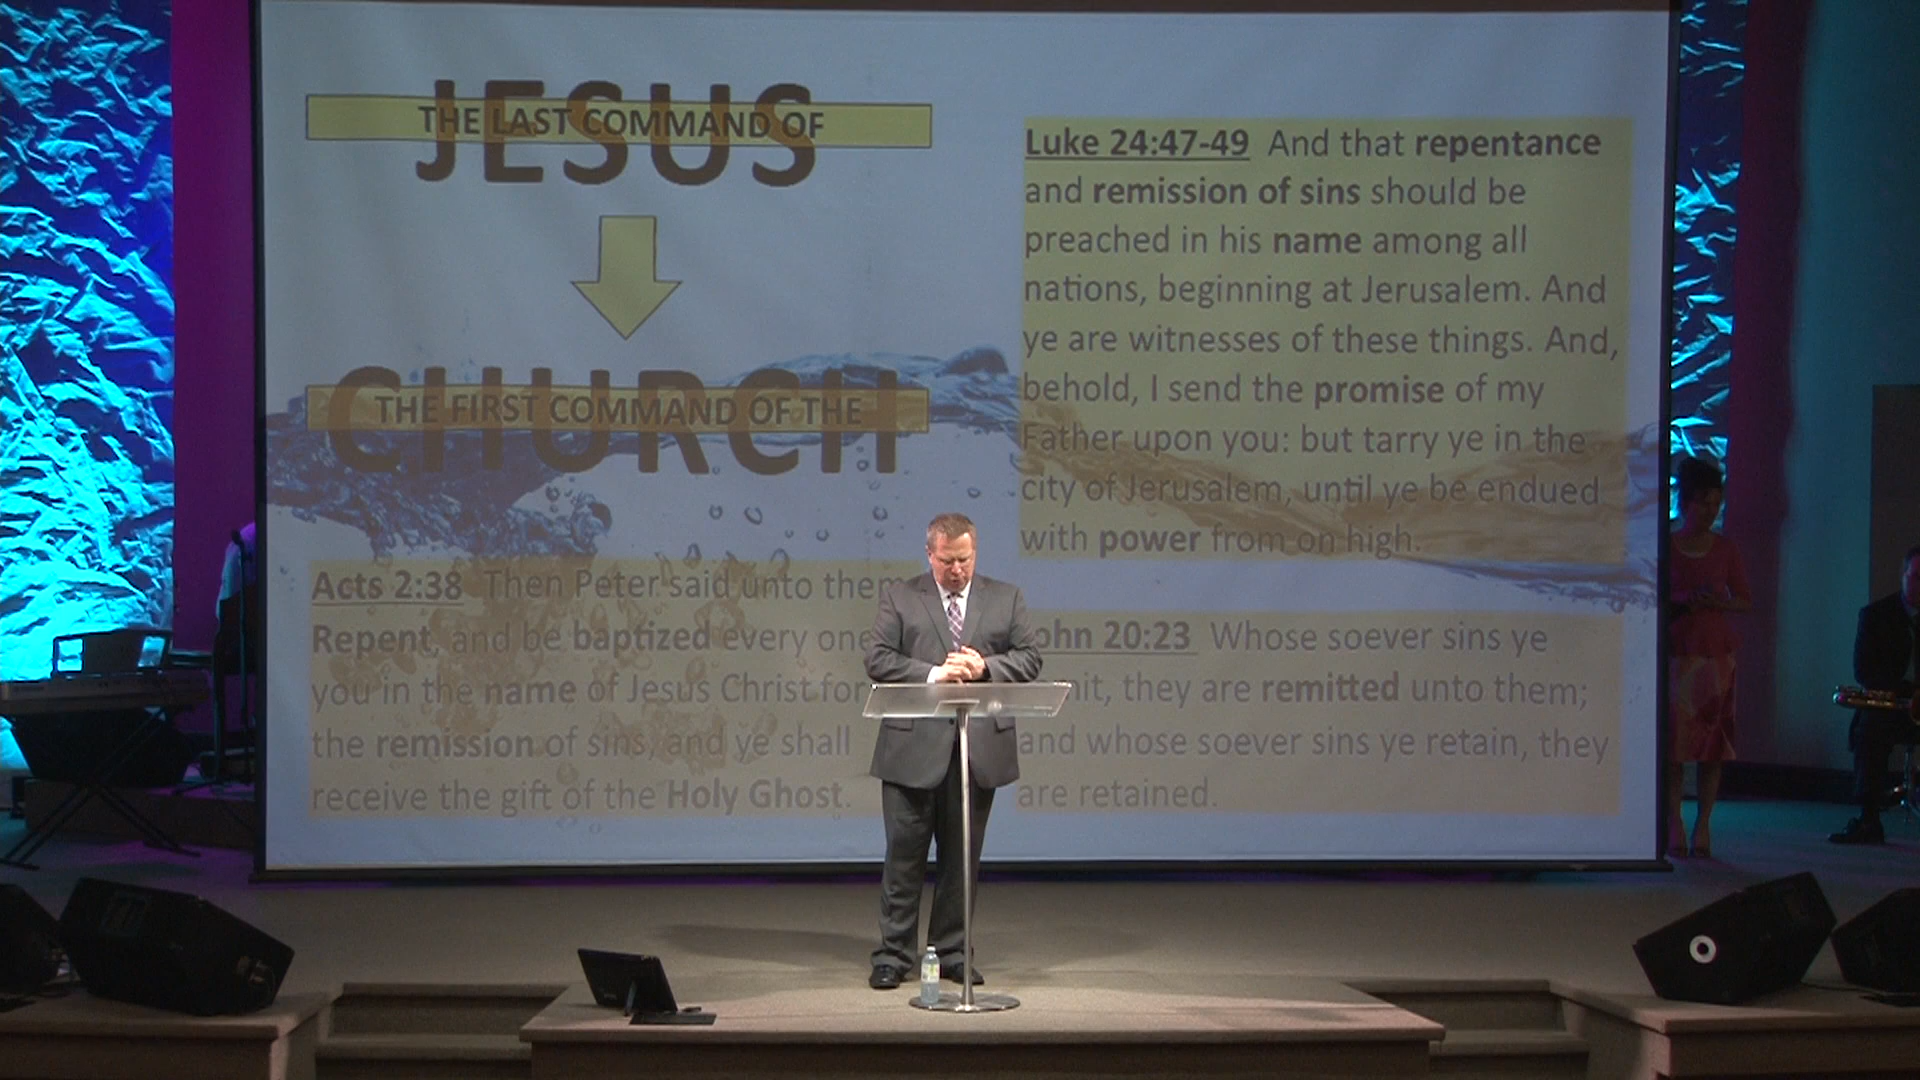 THE LAST COMMAND OF
JESUS
THE FIRST COMMAND OF THE
CHURCH
Acts 2:38 Then Peter said unto them
Repent, and be baptized every one
you in the name of Jesus Christ for
the remission of sins, and ye shall
receive the gift of the Holy Ghost.
Luke 24:47-49 And that repentance
and remission of sins should be
preached in his name among all
nations, beginning at Jerusalem. And
ye are witnesses of these things. And,
behold, I send the promise of my
Father upon you: but tarry ye in the
city of Jerusalem, until ye be endued
with power from on high.
ohn 20:23 Whose soever sins ye
it, they are remitted unto them;
and whose soever sins ye retain, they
are retained.